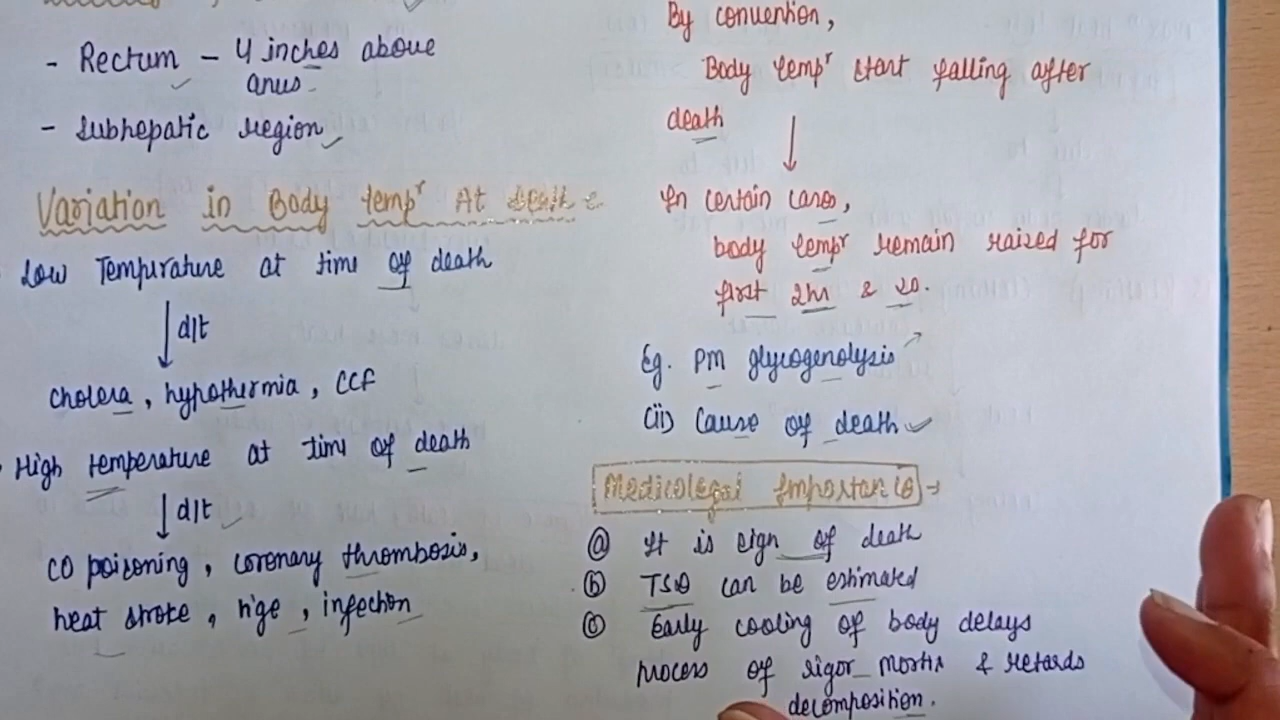 - Rectum – 4 inches above
anus.
- Subhepatic region
Variation in Body tempr At death
Low Temperature at time of death
d/t
Cholera, hypothermia, CCF
High temperature at time of death
d/t
CO poisoning, coronary thrombosis,
heat stroke, infection
By convention,
Body tempr start falling after
death
In certain cases,
body tempr remain raised for
first 2hr & so.
Eg. PM glycogenolysis
(ii) Cause of death
Medicolegal Importance
(a) It is sign of death
(b) TSD can be estimated
(c) Early cooling of body delays
process of rigor mortis & retards
decomposition.